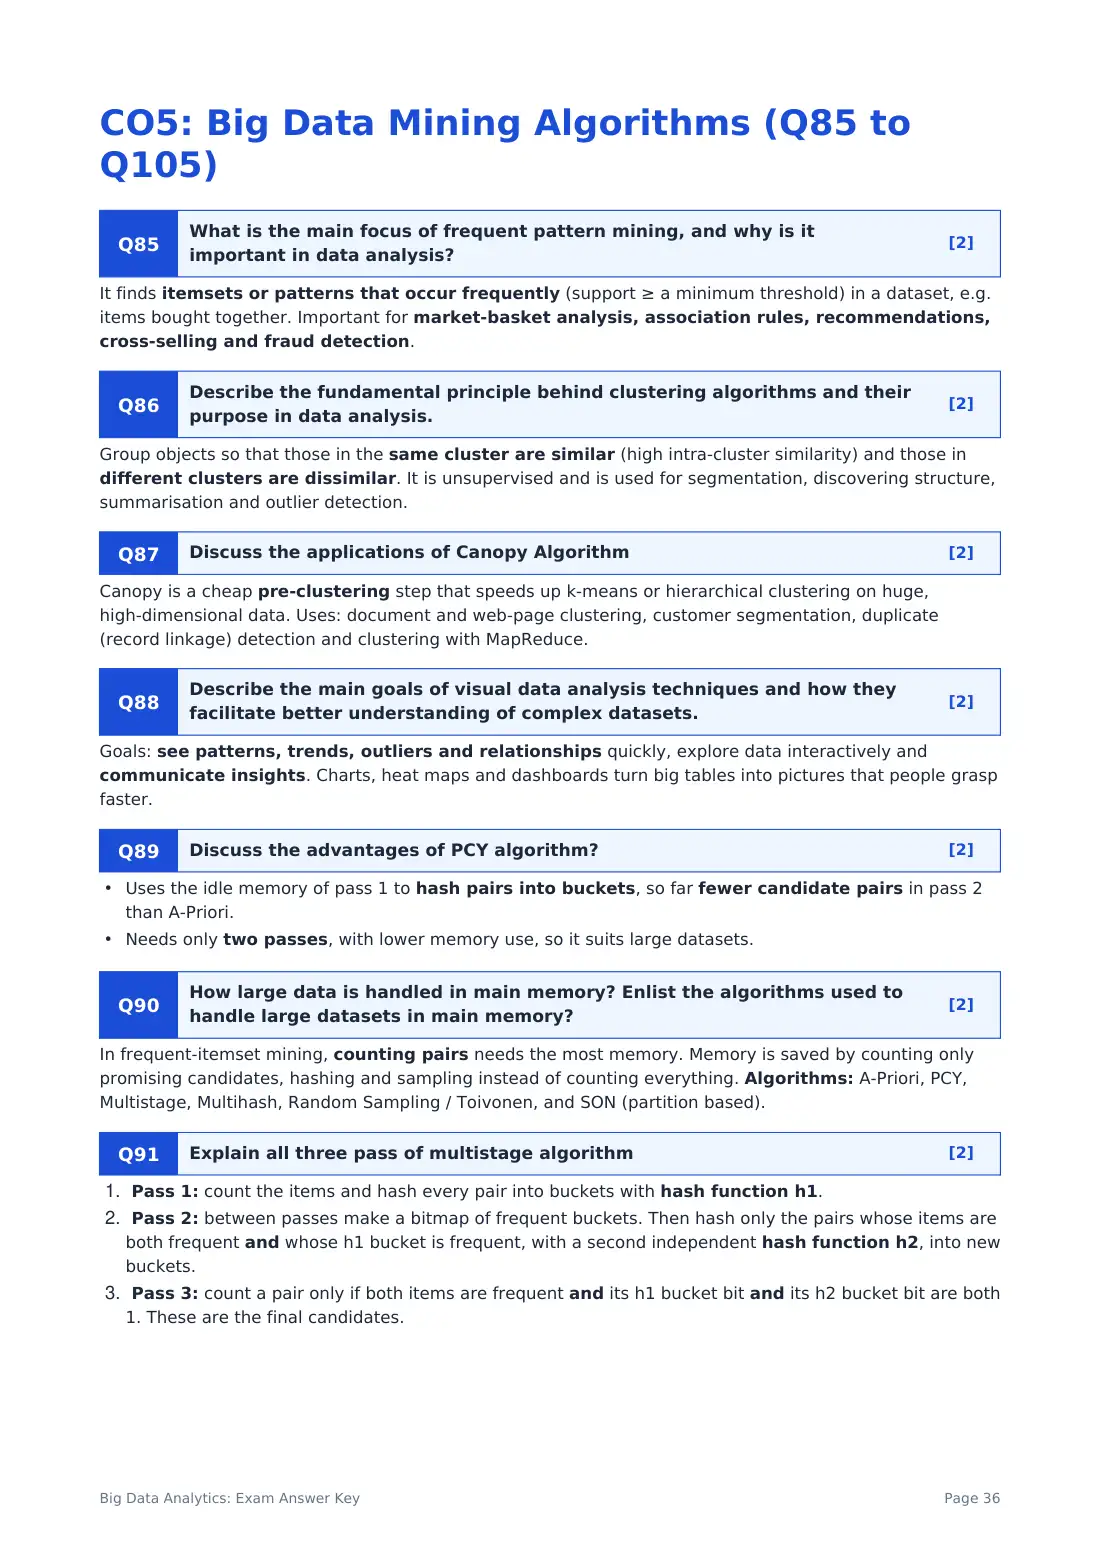 CO5: Big Data Mining Algorithms (Q85 to
Q105)
Q85
What is the main focus of frequent pattern mining, and why is it
important in data analysis?
[2]
It finds itemsets or patterns that occur frequently (support ≥ a minimum threshold) in a dataset, e.g.
items bought together. Important for market-basket analysis, association rules, recommendations,
cross-selling and fraud detection.
Q86
Describe the fundamental principle behind clustering algorithms and their
purpose in data analysis.
[2]
Group objects so that those in the same cluster are similar (high intra-cluster similarity) and those in
different clusters are dissimilar. It is unsupervised and is used for segmentation, discovering structure,
summarisation and outlier detection.
Q87
Discuss the applications of Canopy Algorithm
[2]
Canopy is a cheap pre-clustering step that speeds up k-means or hierarchical clustering on huge,
high-dimensional data. Uses: document and web-page clustering, customer segmentation, duplicate
(record linkage) detection and clustering with MapReduce.
Q88
Describe the main goals of visual data analysis techniques and how they
facilitate better understanding of complex datasets.
[2]
Goals: see patterns, trends, outliers and relationships quickly, explore data interactively and
communicate insights. Charts, heat maps and dashboards turn big tables into pictures that people grasp
faster.
Q89
Discuss the advantages of PCY algorithm?
[2]
• Uses the idle memory of pass 1 to hash pairs into buckets, so far fewer candidate pairs in pass 2
than A-Priori.
• Needs only two passes, with lower memory use, so it suits large datasets.
Q90
How large data is handled in main memory? Enlist the algorithms used to
handle large datasets in main memory?
[2]
In frequent-itemset mining, counting pairs needs the most memory. Memory is saved by counting only
promising candidates, hashing and sampling instead of counting everything. Algorithms: A-Priori, PCY,
Multistage, Multihash, Random Sampling / Toivonen, and SON (partition based).
Q91
Explain all three pass of multistage algorithm
[2]
1. Pass 1: count the items and hash every pair into buckets with hash function h1.
2. Pass 2: between passes make a bitmap of frequent buckets. Then hash only the pairs whose items are
both frequent and whose h1 bucket is frequent, with a second independent hash function h2, into new
buckets.
3. Pass 3: count a pair only if both items are frequent and its h1 bucket bit and its h2 bucket bit are both
1. These are the final candidates.
Big Data Analytics: Exam Answer Key
Page 36